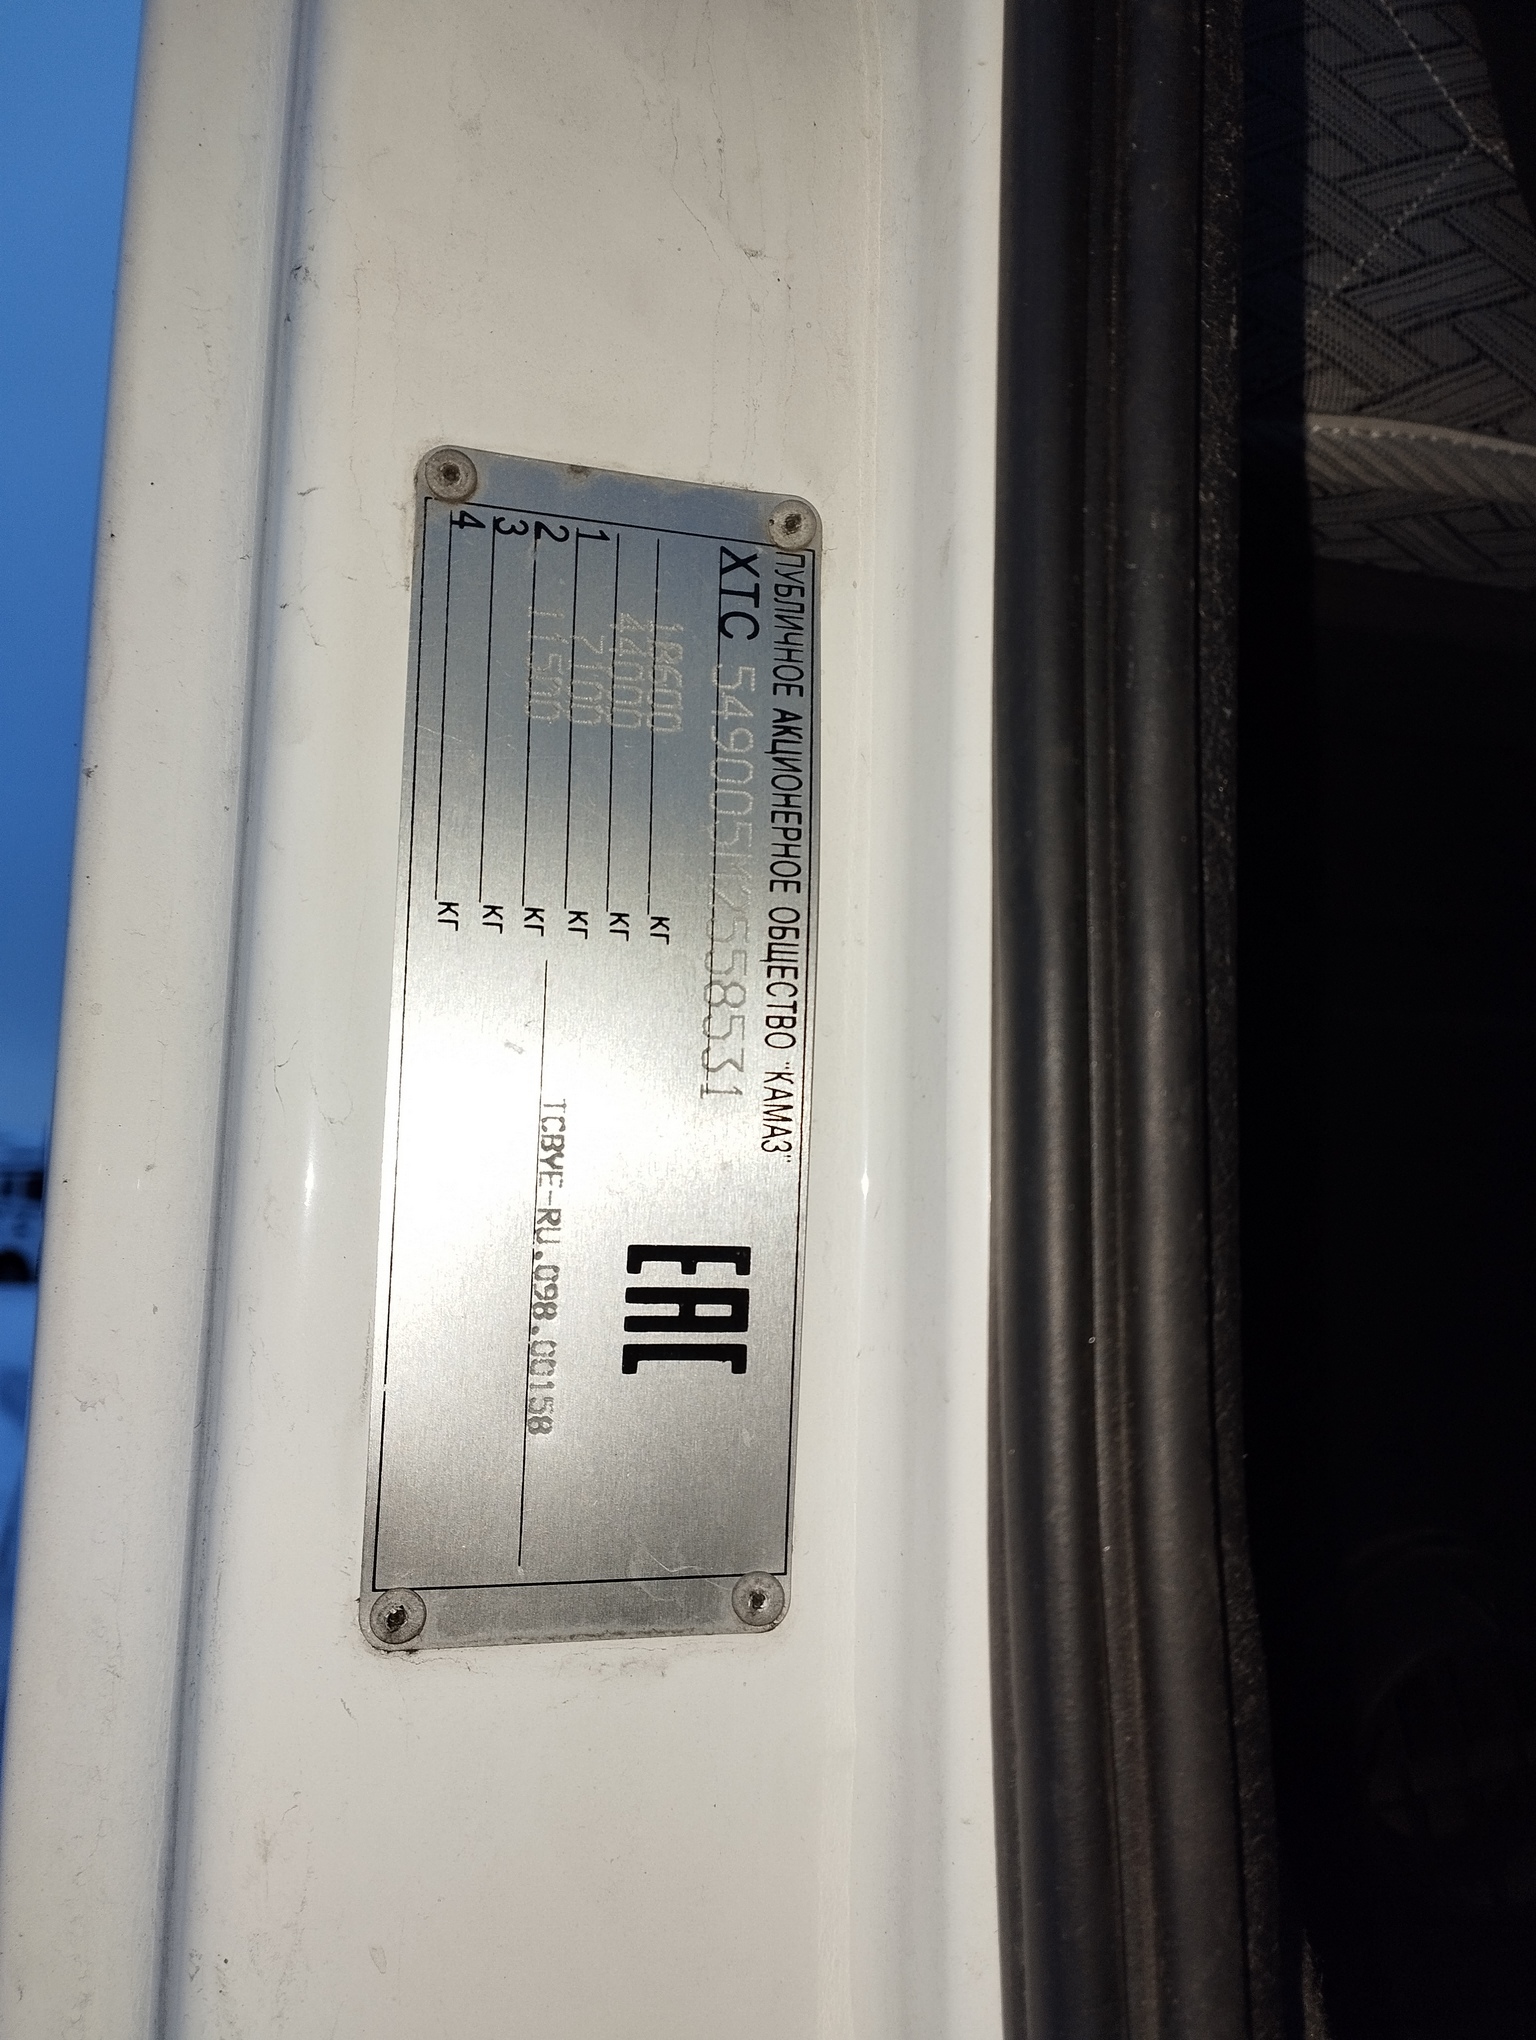 ПУБЛИЧНОЕ АКЦИОНЕРНОЕ ОБЩЕСТВО "КАМАЗ"
XTC 549005M2558531
EAC
18600 кг
44000 кг
1 7100 кг
2 11500 кг
3 кг
4 кг
TCBYE-RU.098.00158